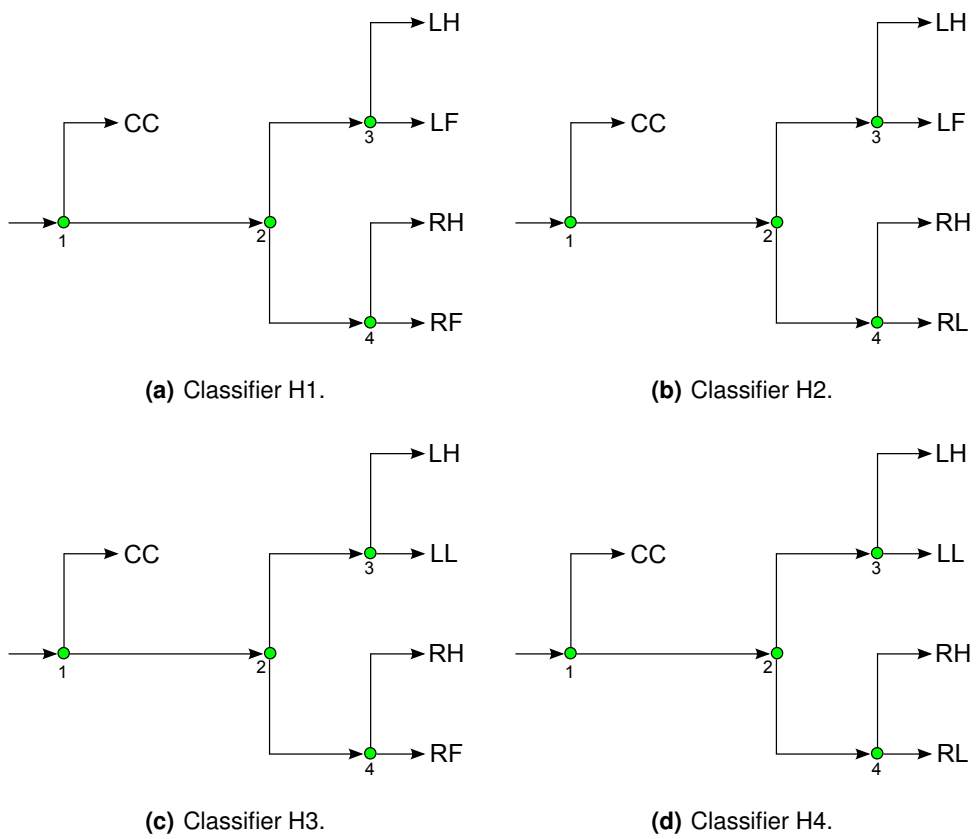 LH
CC
LF
3
RH
1
2
RF
4
(a) Classifier H1.
LH
CC
LF
3
RH
1
2
RL
4
(b) Classifier H2.
LH
CC
LL
3
RH
1
2
RF
4
(c) Classifier H3.
LH
CC
LL
3
RH
1
2
RL
4
(d) Classifier H4.